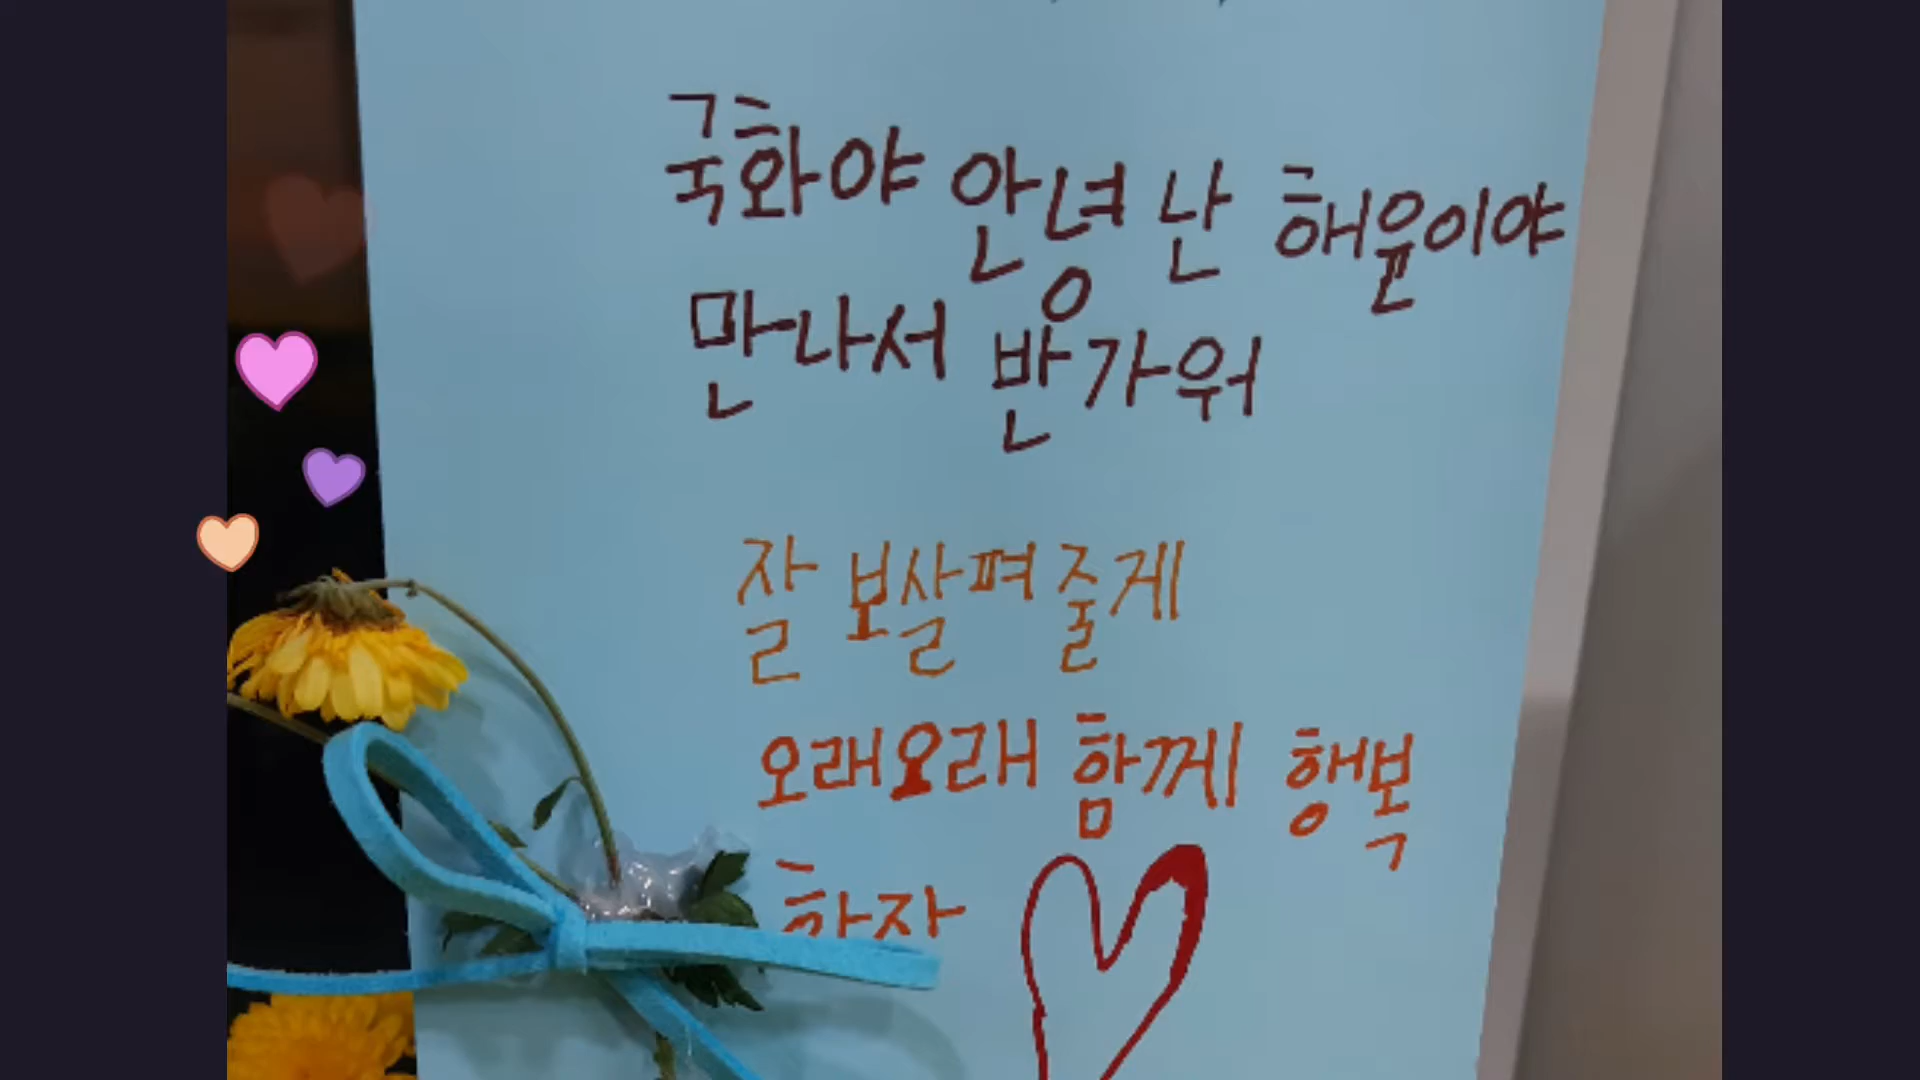 국화야 안녕 난 해윤이야
만나서 반가워
잘 보살펴줄게
오래오래 함께 행복
하자